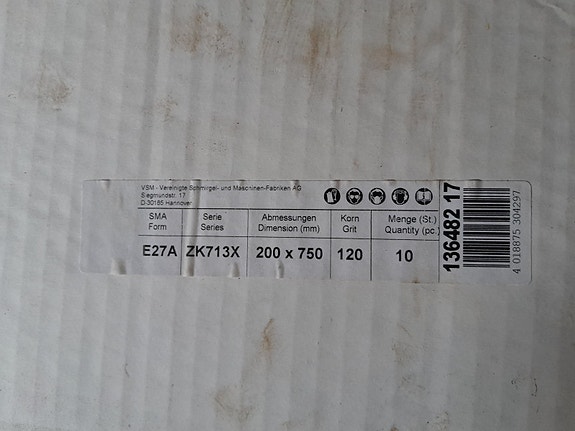 VSM - Vereinigte Schmirgel- und Maschinen-Fabriken AG
Siegmundstr. 17
D-30165 Hannover
SMA Form
Serie Series
Abmessungen Dimension (mm)
Korn Grit
Menge (St.) Quantity (pc.)
E27A ZK713X 200 x 750 120 10
136482 17
4 018875 304297